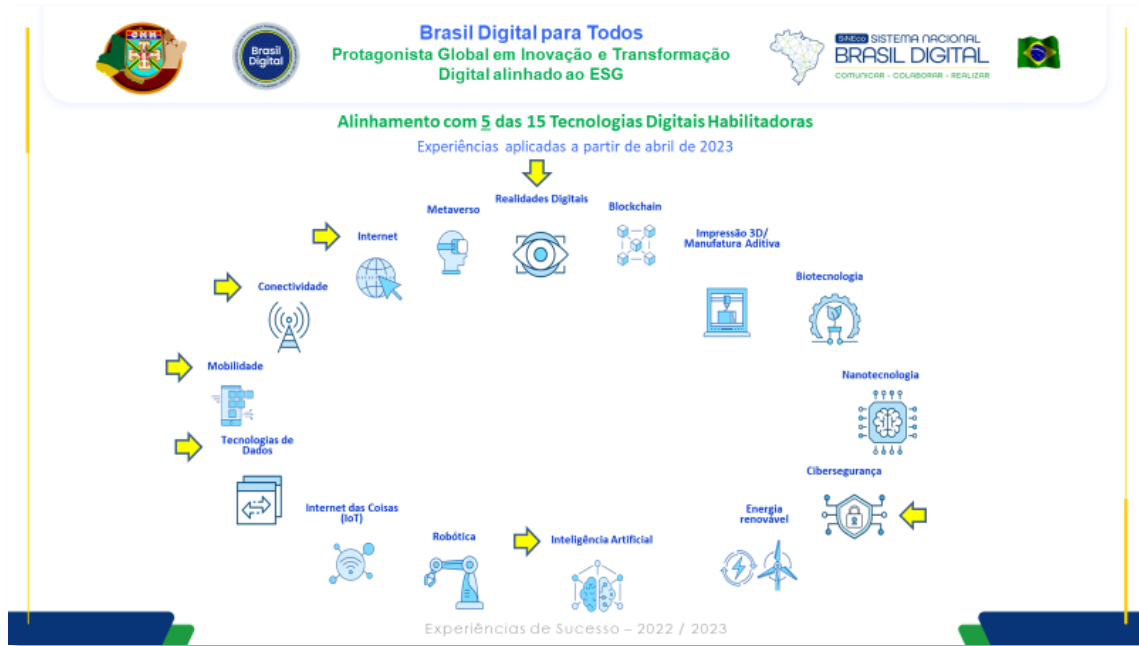 CMM
Brasil
Digital
Brasil Digital para Todos
Protagonista Global em Inovação e Transformação
Digital alinhado ao ESG
SISTEMA NACIONAL
BRASIL DIGITAL
COMUNICAR - COLABORAR - REALIZAR
Alinhamento com 5 das 15 Tecnologias Digitais Habilitadoras
Experiências aplicadas a partir de abril de 2023
Realidades Digitais
Metaverso
Blockchain
Internet
Impressão 3D/
Manufatura Aditiva
Conectividade
Biotecnologia
Mobilidade
Nanotecnologia
Tecnologias de
Dados
Cibersegurança
Internet das Coisas
(IoT)
Energia
renovável
Robótica
Inteligência Artificial
Experiências de Sucesso – 2022 / 2023